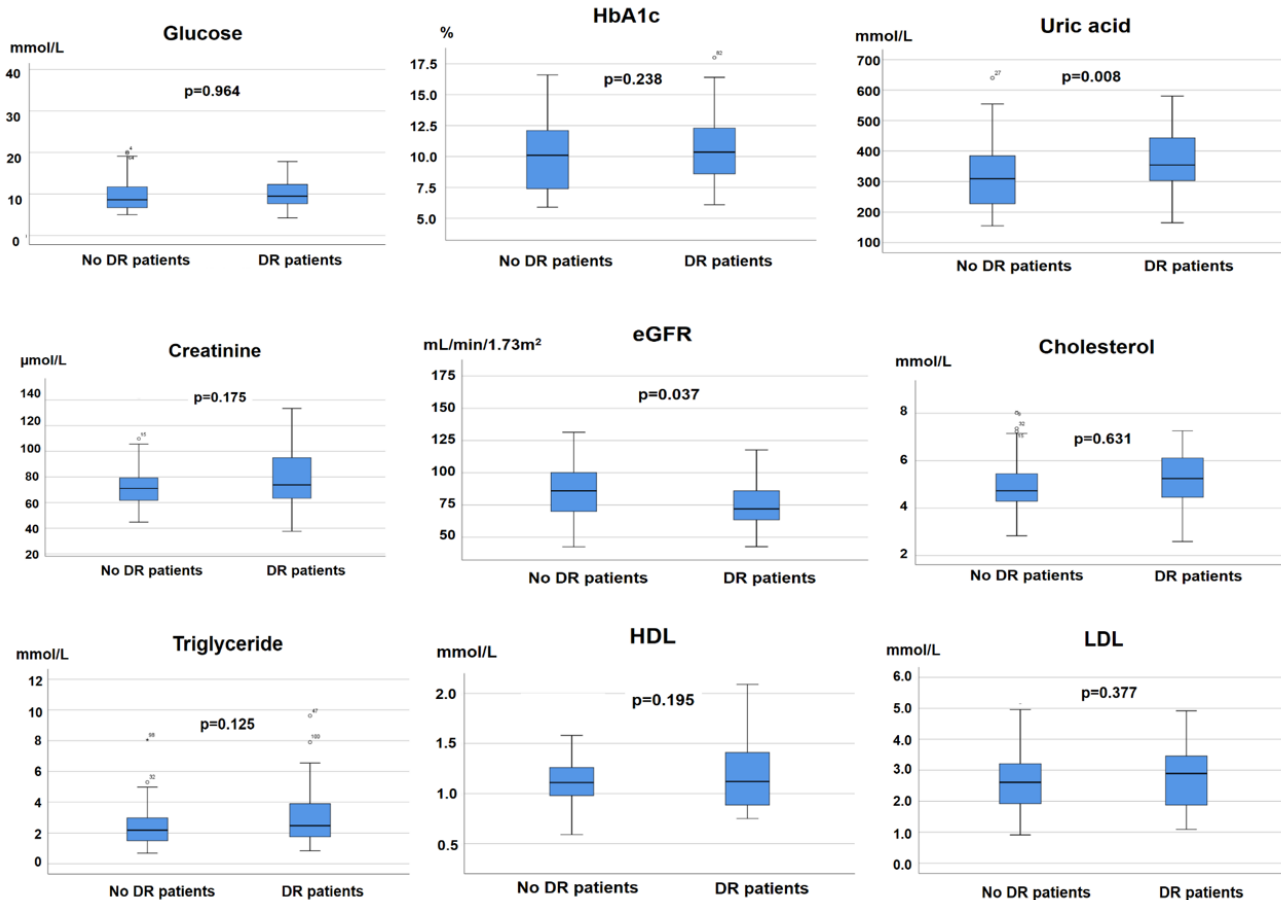 Glucose
mmol/L
40
30
20
10
0
p=0.964
4
No DR patients
DR patients
HbA1c
%
17.5
15.0
12.5
10.0
7.5
5.0
p=0.238
62
No DR patients
DR patients
Uric acid
mmol/L
700
600
500
400
300
200
100
p=0.008
27
No DR patients
DR patients
Creatinine
µmol/L
140
120
100
80
60
40
20
p=0.175
No DR patients
DR patients
eGFR
mL/min/1.73m²
175
150
125
100
75
50
p=0.037
No DR patients
DR patients
Cholesterol
mmol/L
8
6
4
2
p=0.631
32
No DR patients
DR patients
Triglyceride
mmol/L
12
10
8
6
4
2
0
p=0.125
32
47
No DR patients
DR patients
HDL
mmol/L
2.0
1.5
1.0
0.5
p=0.195
No DR patients
DR patients
LDL
mmol/L
6.0
5.0
4.0
3.0
2.0
1.0
0.0
p=0.377
No DR patients
DR patients